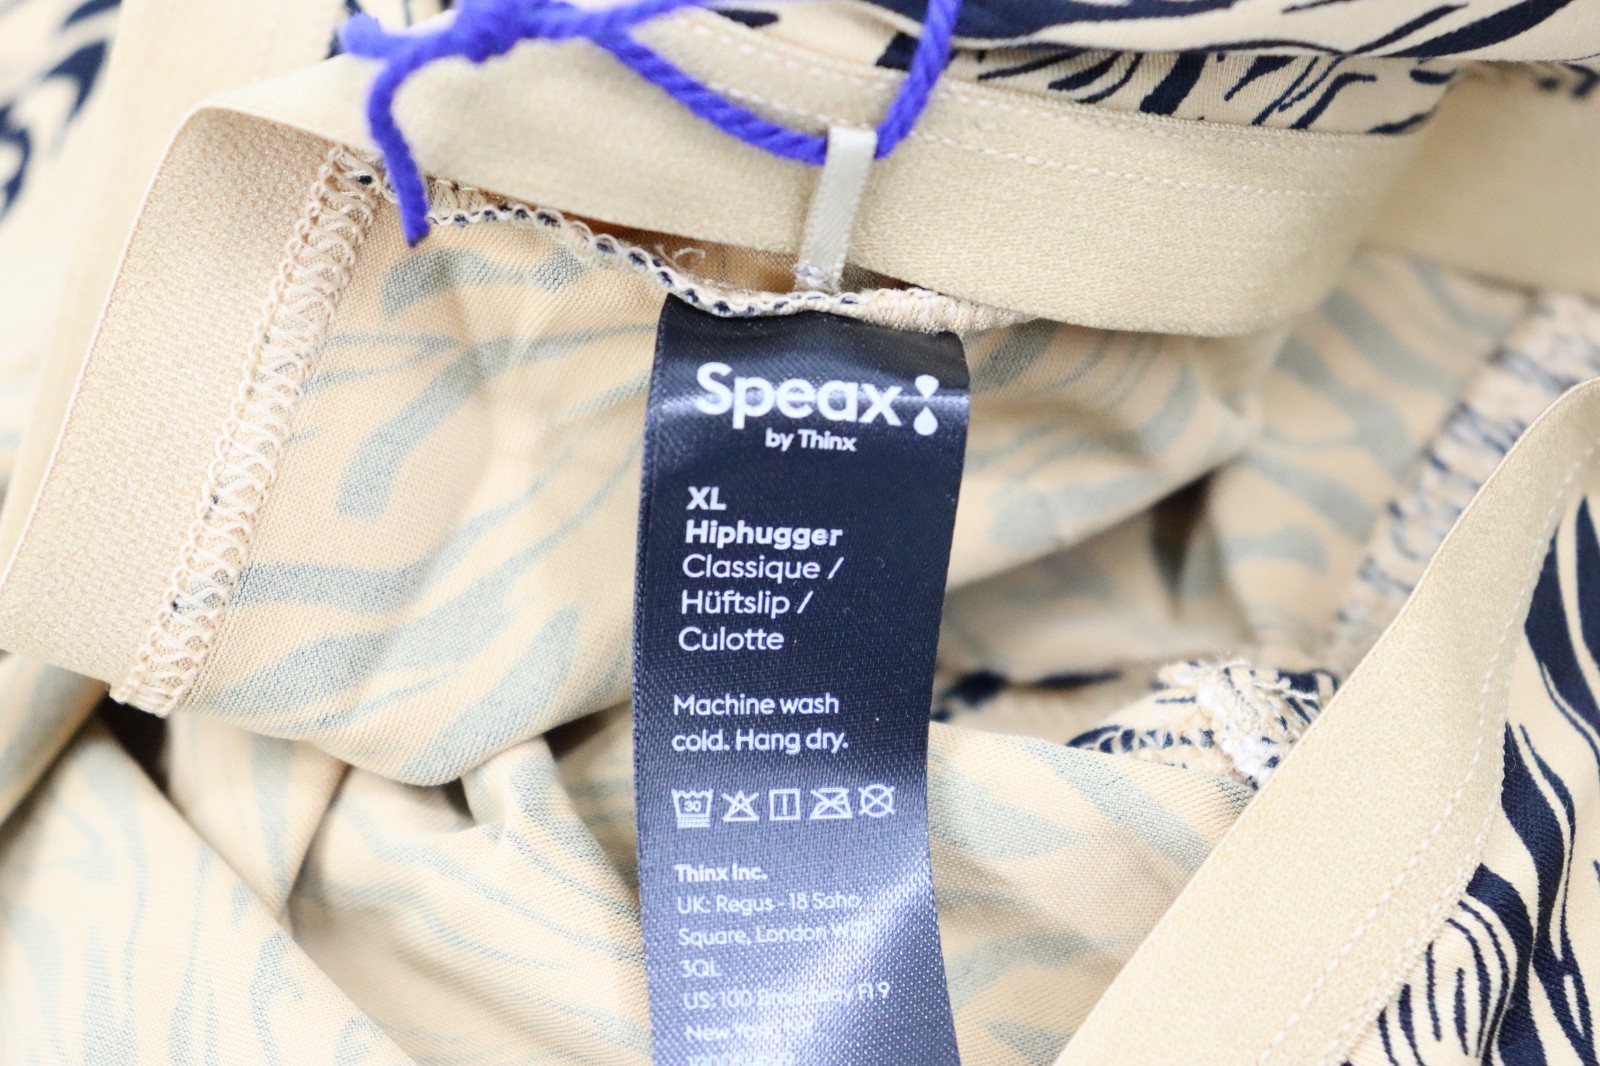 Speax
by Thinx
XL
Hiphugger
Classique /
Hüftslip /
Culotte
Machine wash
cold. Hang dry.
30
Thinx Inc.
UK: Regus - 18 Soho
Square, London
3QL
US: 100 Broadway Fl 9
New York